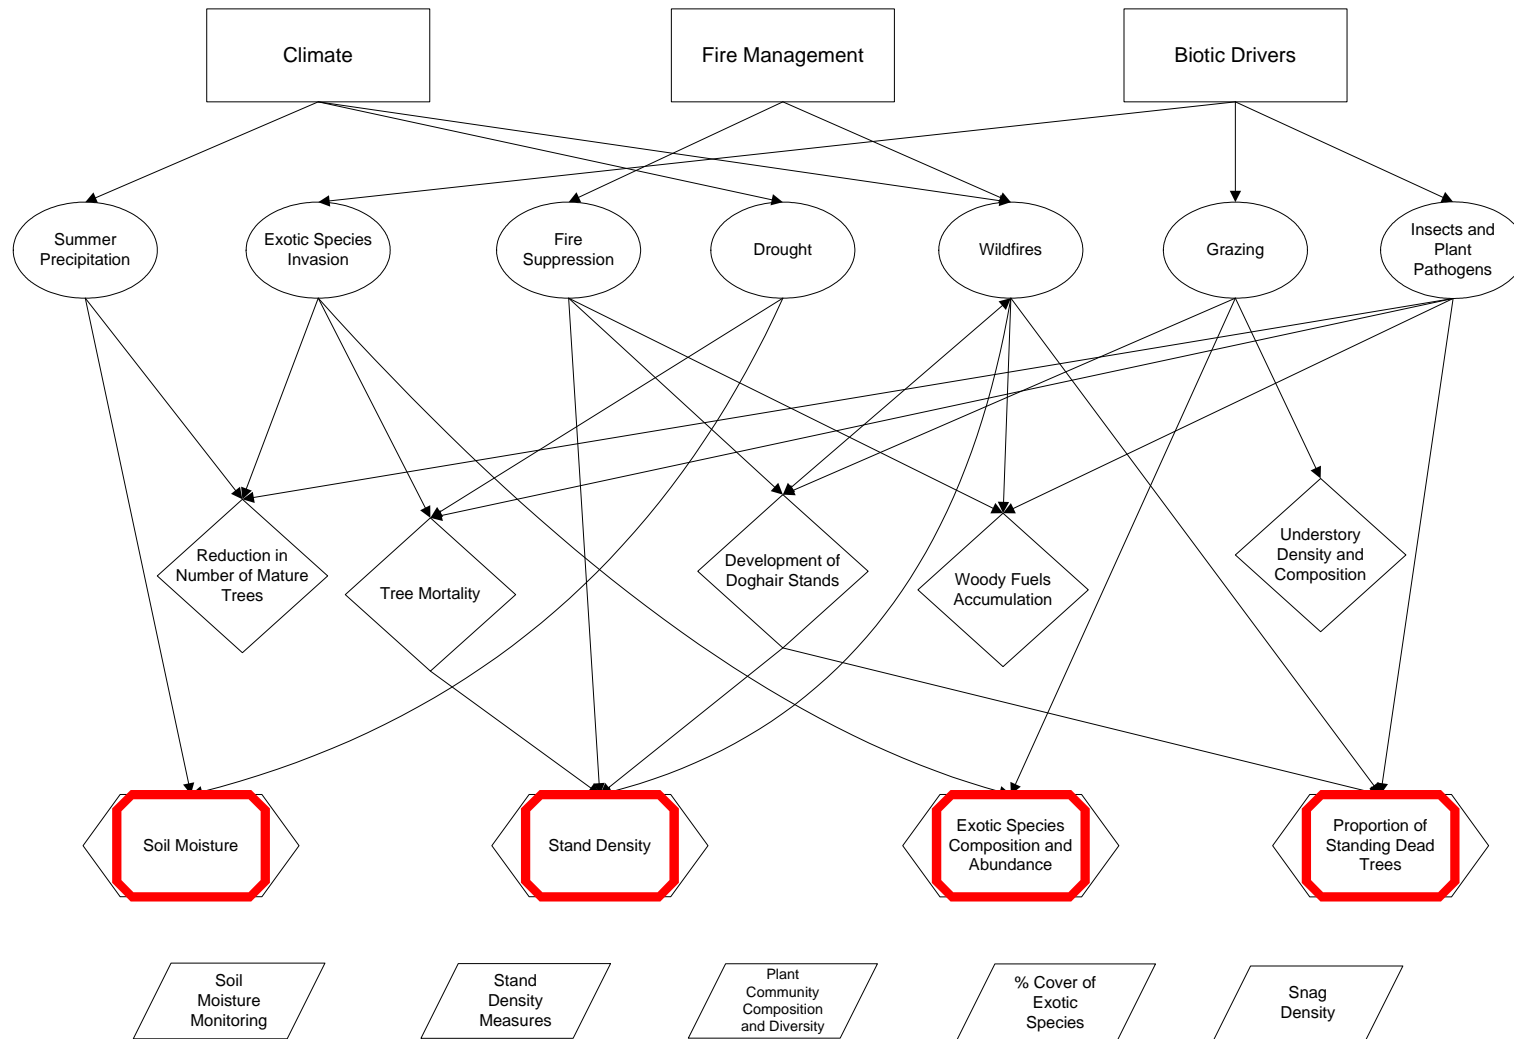 Climate
Fire Management
Biotic Drivers
Summer
Precipitation
Exotic Species
Invasion
Fire
Suppression
Drought
Wildfires
Grazing
Insects and
Plant
Pathogens
Reduction in
Number of Mature
Trees
Tree Mortality
Development of
Doghair Stands
Woody Fuels
Accumulation
Understory
Density and
Composition
Soil Moisture
Stand Density
Exotic Species
Composition and
Abundance
Proportion of
Standing Dead
Trees
Soil
Moisture
Monitoring
Stand
Density
Measures
Plant
Community
Composition
and Diversity
% Cover of
Exotic
Species
Snag
Density